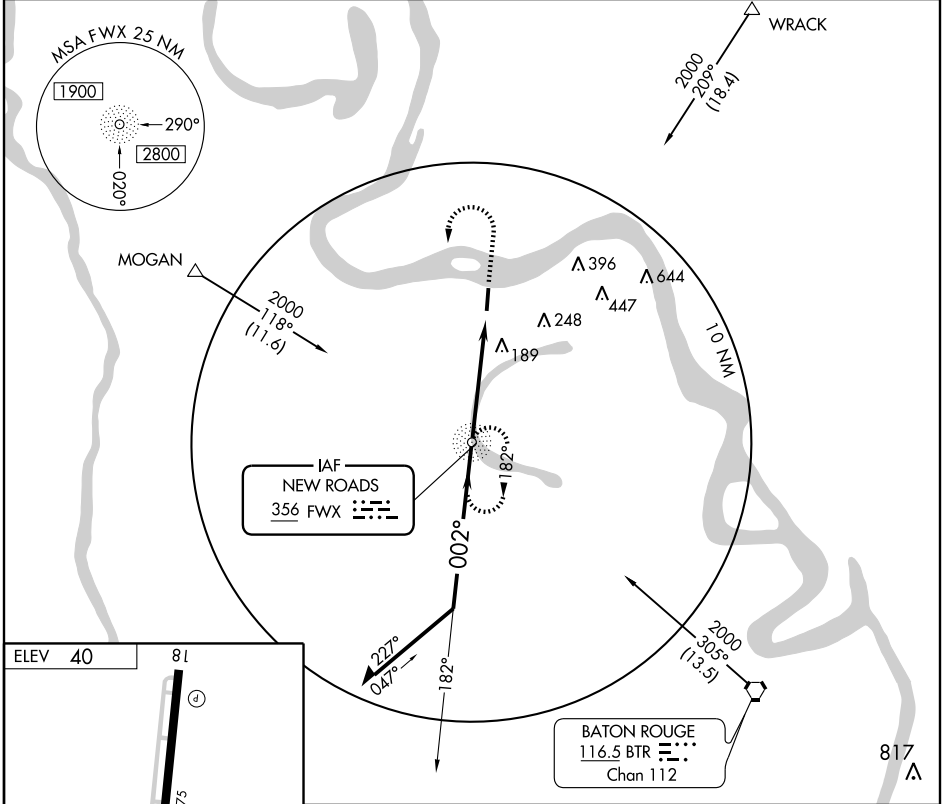 MSA FWX 25 NM
1900
290°
2800
020°
WRACK
2000
209°
(18.4)
MOGAN
2000
118°
(11.6)
396
644
447
248
189
10 NM
IAF
NEW ROADS
356 FWX
182°
002°
227°
047°
182°
2000
305°
(13.5)
BATON ROUGE
116.5 BTR
Chan 112
817
ELEV 40
18
P
75